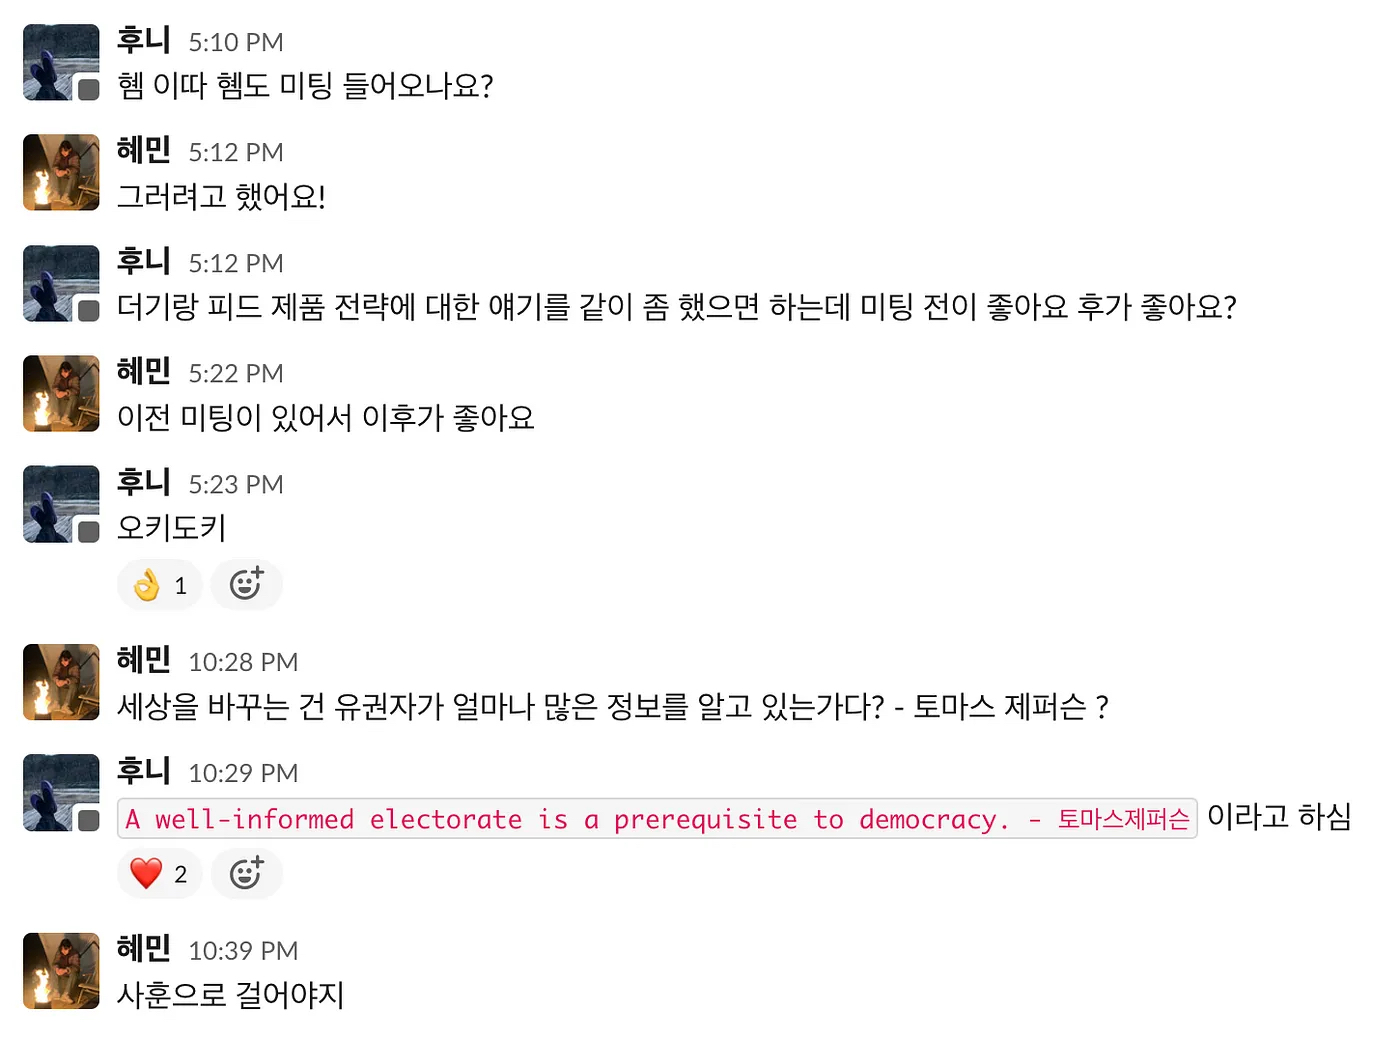 후니 5:10 PM
혬 이따 혬도 미팅 들어오나요?
혜민 5:12 PM
그러려고 했어요!
후니 5:12 PM
더기랑 피드 제품 전략에 대한 얘기를 같이 좀 했으면 하는데 미팅 전이 좋아요 후가 좋아요?
혜민 5:22 PM
이전 미팅이 있어서 이후가 좋아요
후니 5:23 PM
오키도키
1
혜민 10:28 PM
세상을 바꾸는 건 유권자가 얼마나 많은 정보를 알고 있는가다? - 토마스 제퍼슨 ?
후니 10:29 PM
A well-informed electorate is a prerequisite to democracy. - 토마스제퍼슨 이라고 하심
2
혜민 10:39 PM
사훈으로 걸어야지